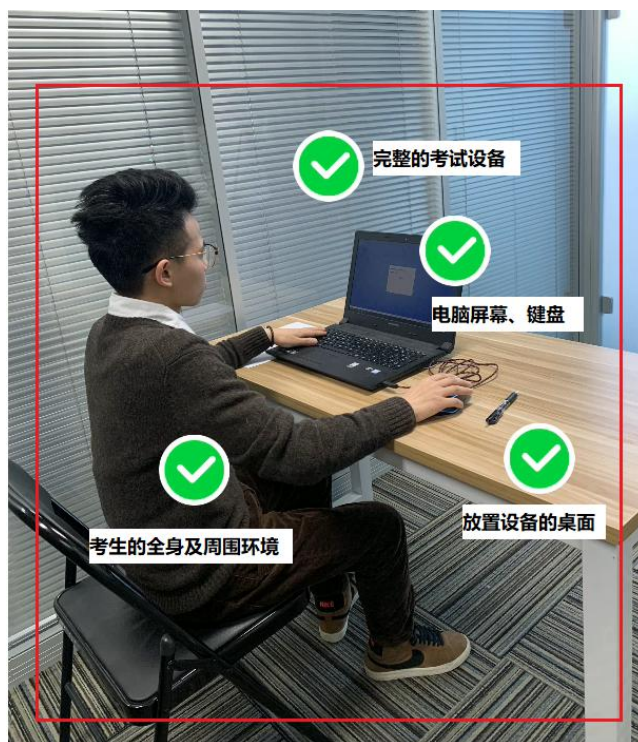 完整的考试设备
电脑屏幕、键盘
放置设备的桌面
考生的全身及周围环境